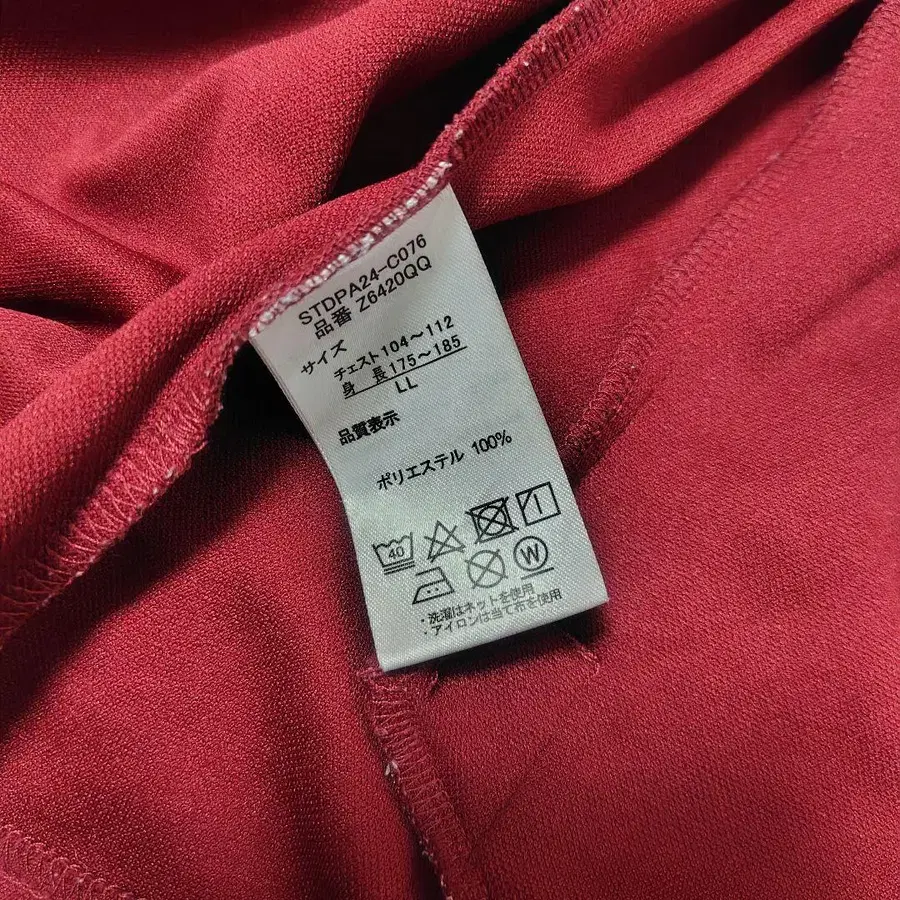 STDPA24-C076
品番 Z6420QQ
サイズ
チェスト104～112
身 長175～185
LL
品質表示
ポリエステル 100%
40
W
・洗濯はネットを使用
・アイロンは当て布を使用